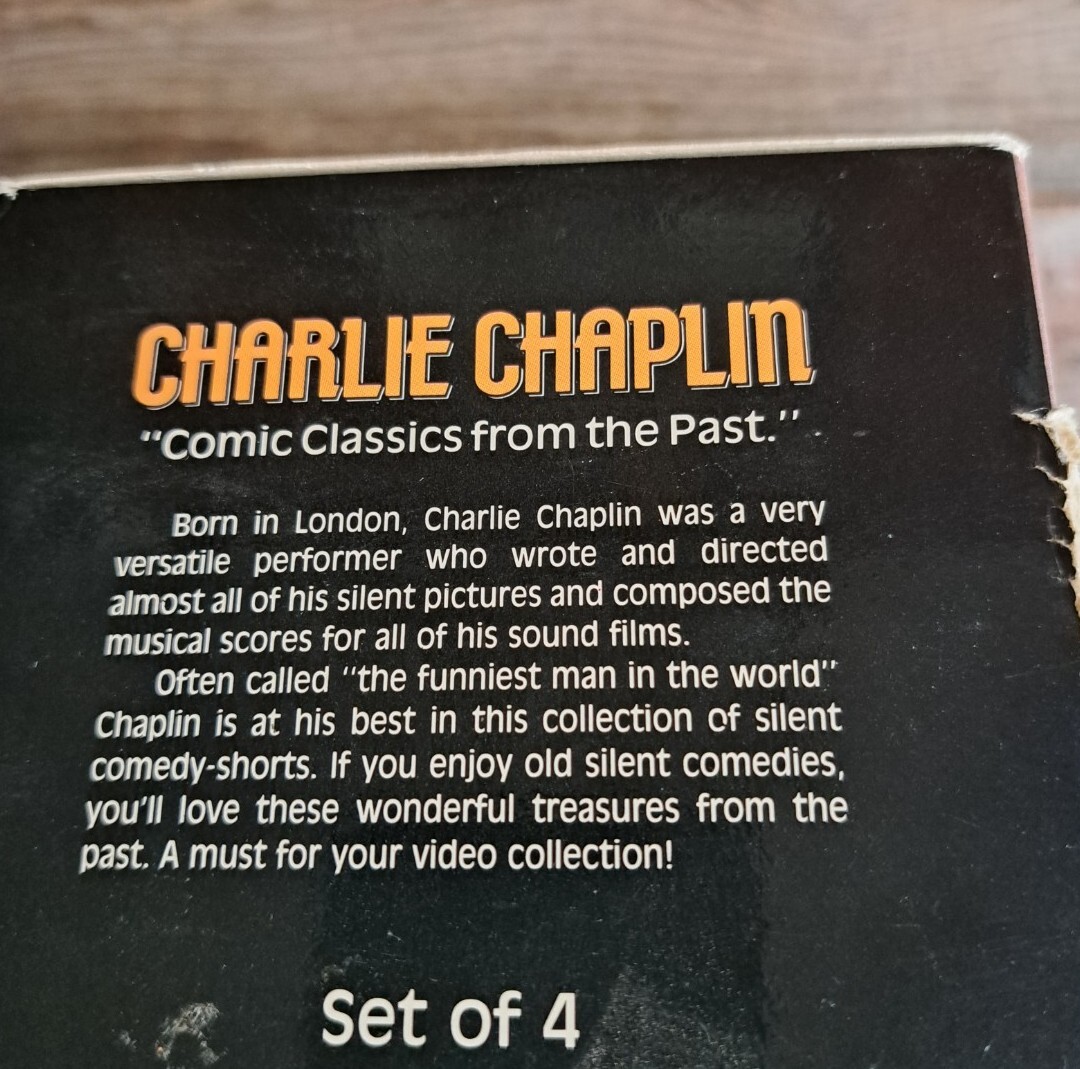 CHARLIE CHAPLIN
"Comic Classics from the Past."
Born in London, Charlie Chaplin was a very
versatile performer who wrote and directed
almost all of his silent pictures and composed the
musical scores for all of his sound films.
Often called "the funniest man in the world"
Chaplin is at his best in this collection of silent
comedy-shorts. If you enjoy old silent comedies,
you'll love these wonderful treasures from the
past. A must for your video collection!
Set of 4